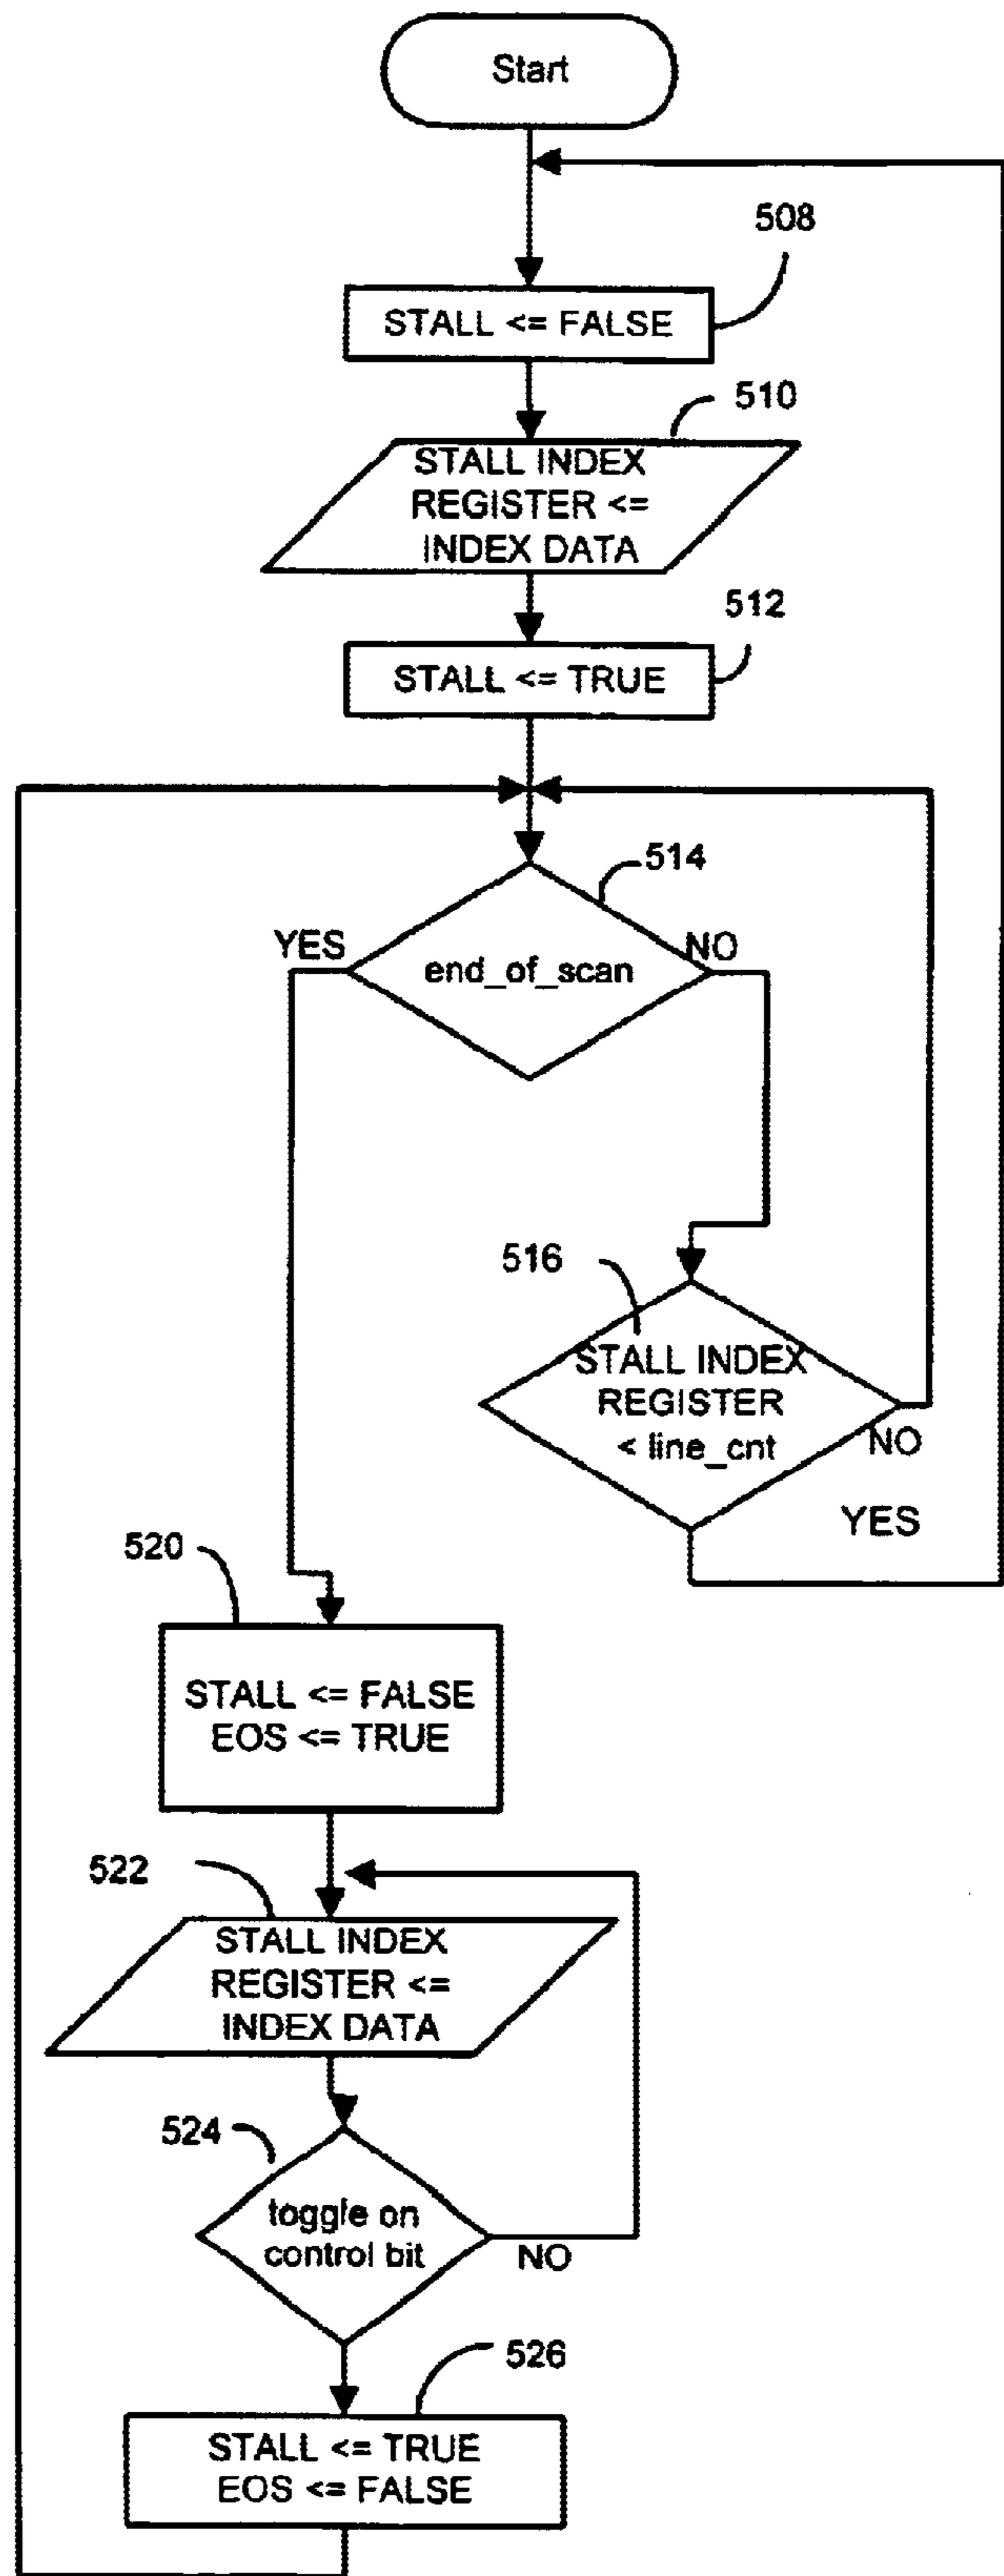 Start
508
STALL <= FALSE
510
STALL INDEX
REGISTER <=
INDEX DATA
512
STALL <= TRUE
514
YES
end_of_scan
NO
516
STALL INDEX
REGISTER
< line_cnt
NO
YES
520
STALL <= FALSE
EOS <= TRUE
522
STALL INDEX
REGISTER <=
INDEX DATA
524
toggle on
control bit
NO
526
STALL <= TRUE
EOS <= FALSE